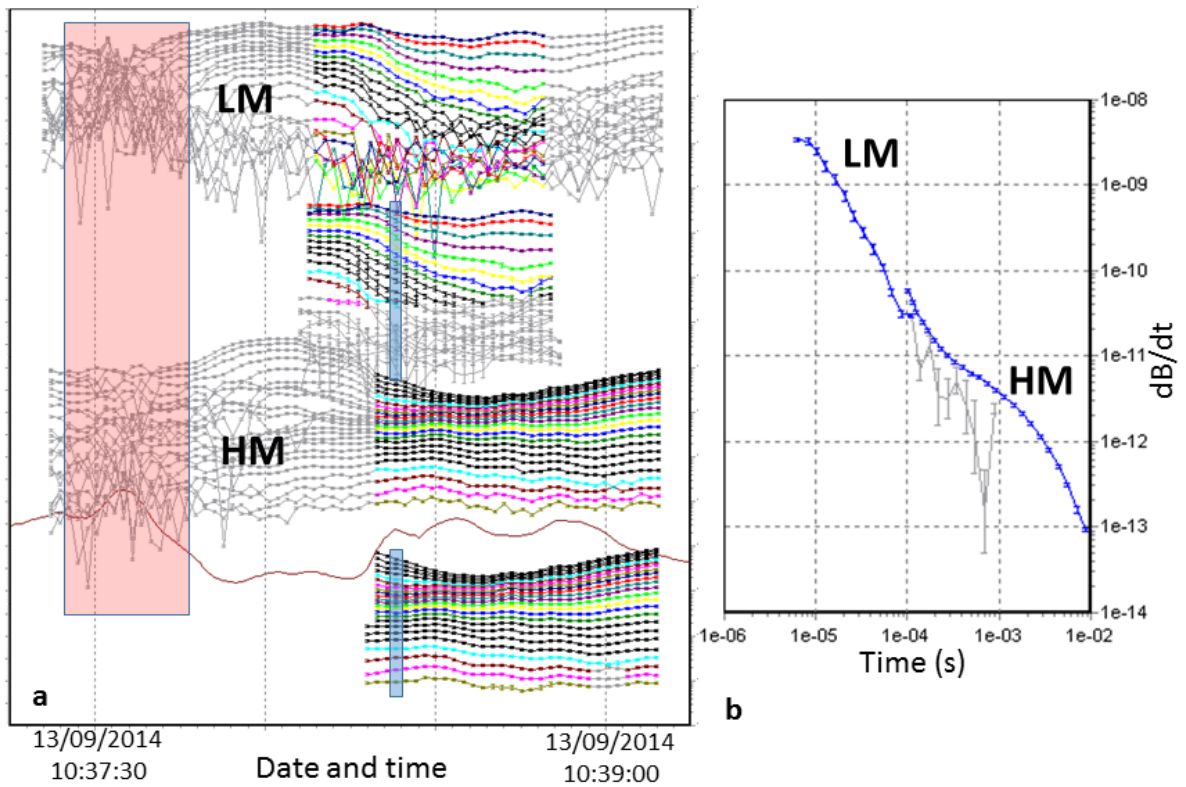 LM
HM
a
13/09/2014
10:37:30
Date and time
13/09/2014
10:39:00
LM
HM
1e-08
1e-09
1e-10
1e-11
1e-12
1e-13
1e-14
dB/dt
1e-06
1e-05
1e-04
1e-03
1e-02
Time (s)
b